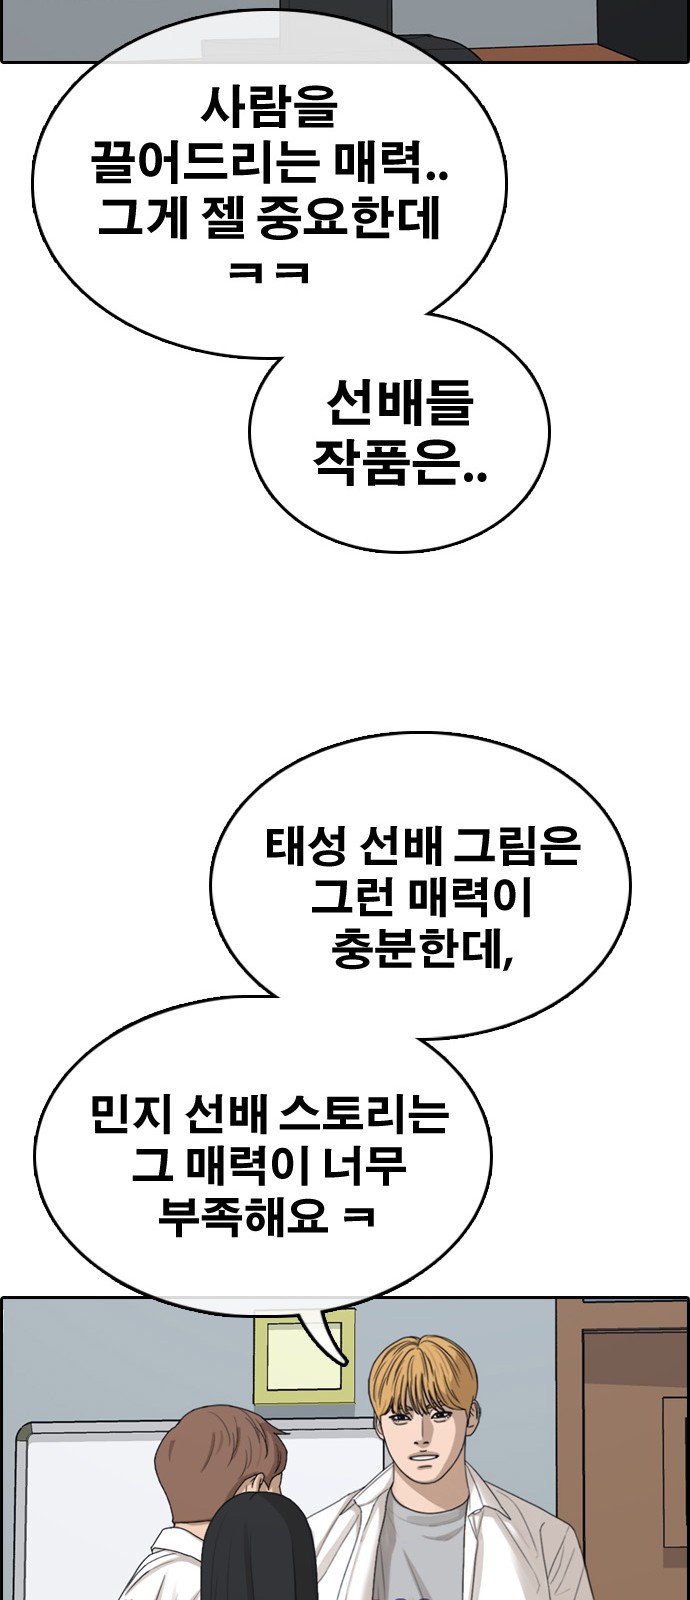 사람을
끌어드리는 매력..
그게 젤 중요한데
ㅋㅋ
선배들
작품은..
태성 선배 그림은
그런 매력이
충분한데,
민지 선배 스토리는
그 매력이 너무
부족해요 ㅋ